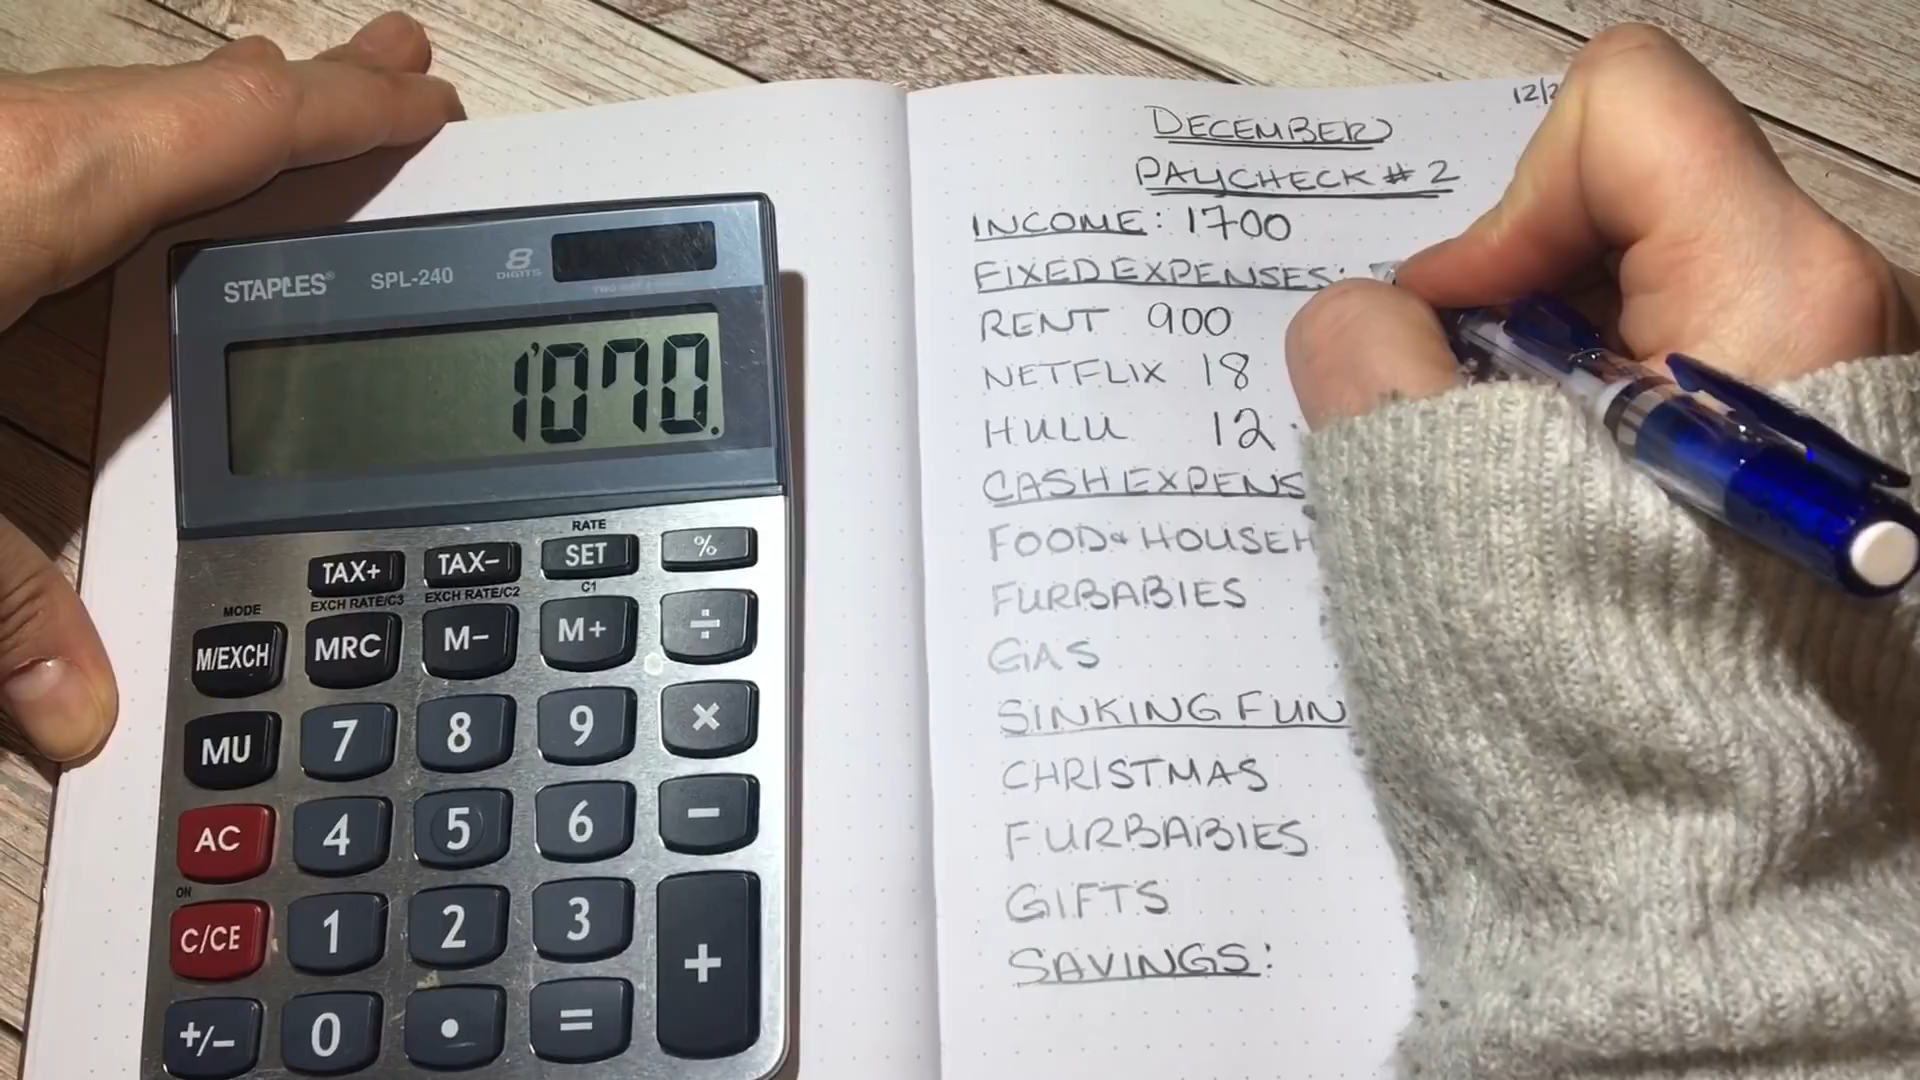 STAPLES® SPL-240 8 DIGITS
1'070.
RATE
TAX+ TAX– SET %
EXCH RATE/C3 EXCH RATE/C2 C1
MODE
M/EXCH MRC M– M+ ÷
MU 7 8 9 ×
AC 4 5 6 –
ON
C/CE 1 2 3 +
+/– 0 • =
DECEMBER
PAYCHECK # 2
INCOME: 1700
FIXED EXPENSES:
RENT 900
NETFLIX 18
HULU 12
CASH EXPENS
FOOD & HOUSEH
FURBABIES
GAS
SINKING FUN
CHRISTMAS
FURBABIES
GIFTS
SAVINGS: